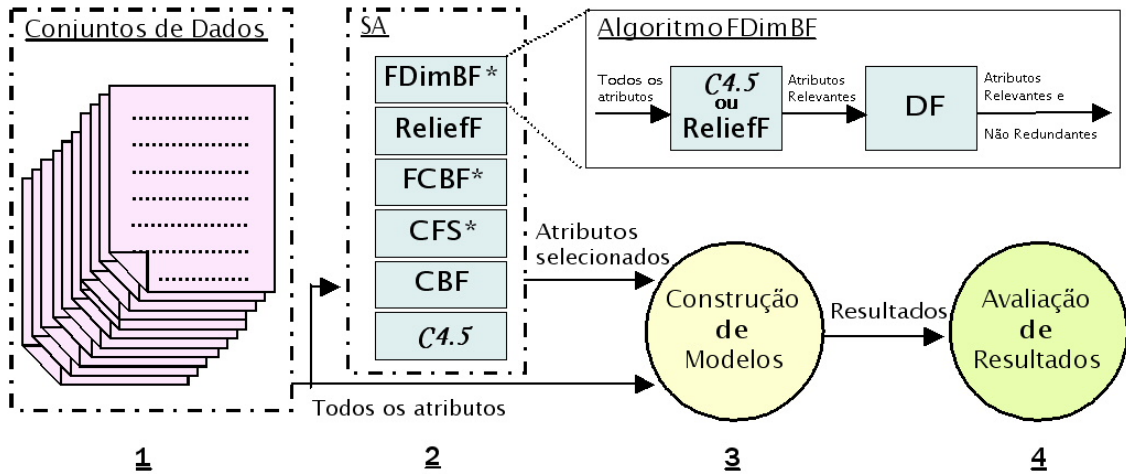 Conjuntos de Dados
SA
FDimBF*
ReliefF
FCBF*
CFS*
CBF
C4.5
Algoritmo FDimBF
Todos os
atributos
C4.5
ou
ReliefF
Atributos
Relevantes
DF
Atributos
Relevantes e
Não Redundantes
Atributos
selecionados
Todos os atributos
Construção
de
Modelos
Resultados
Avaliação
de
Resultados
1
2
3
4